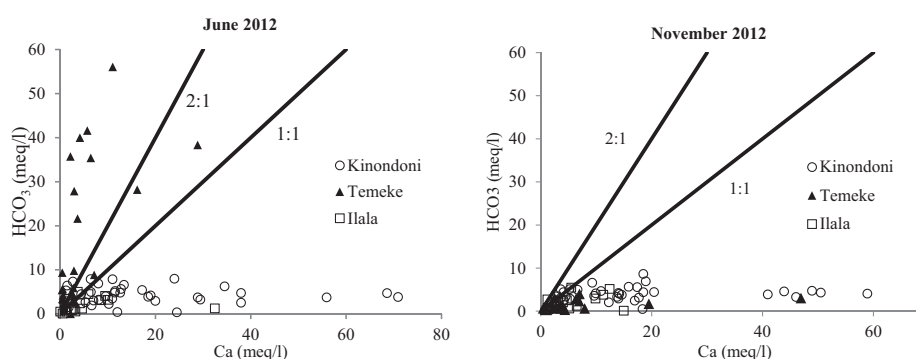 June 2012
60
50
40
30
20
10
0
HCO3 (meq/l)
2:1
1:1
Kinondoni
Temeke
Ilala
0 20 40 60 80
Ca (meq/l)
November 2012
60
50
40
30
20
10
0
HCO3 (meq/l)
2:1
1:1
Kinondoni
Temeke
Ilala
0 20 40 60
Ca (meq/l)